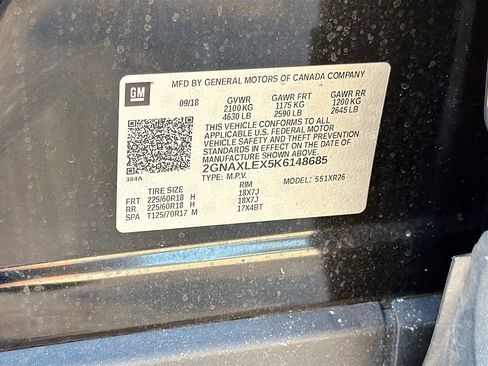 MFD BY GENERAL MOTORS OF CANADA COMPANY
GM
09/18 GVWR GAWR FRT GAWR RR
2100 KG 1175 KG 1200 KG
4630 LB 2590 LB 2645 LB
THIS VEHICLE CONFORMS TO ALL
APPLICABLE U.S. FEDERAL MOTOR
VEHICLE SAFETY AND THEFT PREVENTION
STANDARDS IN EFFECT ON THE DATE OF
MANUFACTURE SHOWN ABOVE.
2GNAXLEX5K6148685
384A TYPE: M.P.V. MODEL: 551XR26
TIRE SIZE RIM
FRT 225/60R18 H 18X7J
RR 225/60R18 H 18X7J
SPA T125/70R17 M 17X4BT